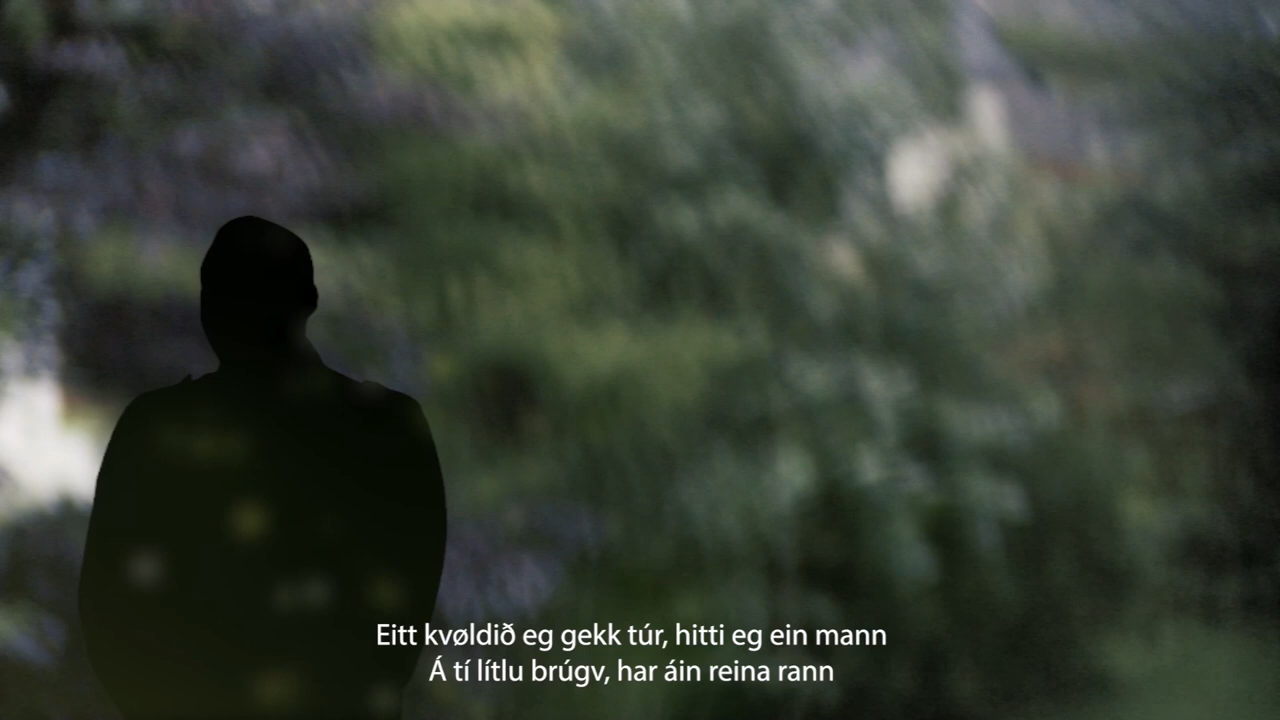 Eitt kvøldið eg gekk túr, hitti eg ein mann
Á tí lítlu brúgv, har áin reina rann